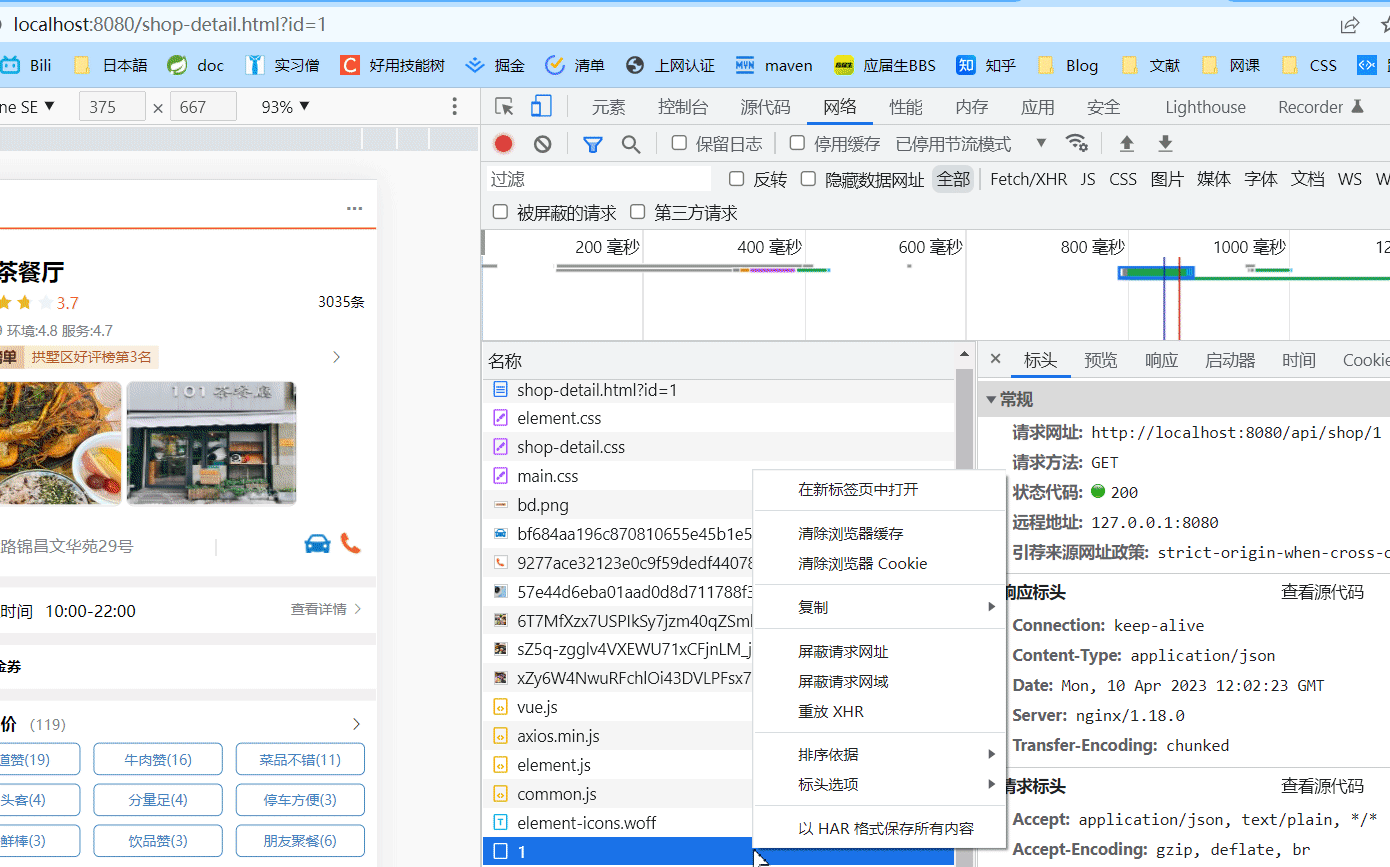 localhost:8080/shop-detail.html?id=1
Bili 日本語 doc 实习僧 好用技能树 掘金 清单 上网认证 maven 应届生BBS 知乎 Blog 文献 网课 CSS
ne SE ▼ 375 × 667 93% ▼
元素 控制台 源代码 网络 性能 内存 应用 安全 Lighthouse Recorder
保留日志 停用缓存 已停用节流模式
过滤 反转 隐藏数据网址 全部 Fetch/XHR JS CSS 图片 媒体 字体 文档 WS W
被屏蔽的请求 第三方请求
200 毫秒 400 毫秒 600 毫秒 800 毫秒 1000 毫秒 12
茶餐厅
3.7 3035条
9 环境:4.8 服务:4.7
单 拱墅区好评榜第3名
101 茶餐厅
路锦昌文华苑29号
时间 10:00-22:00 查看详情
金券
价 (119)
道赞(19) 牛肉赞(16) 菜品不错(11)
头客(4) 分量足(4) 停车方便(3)
鲜棒(3) 饮品赞(3) 朋友聚餐(6)
名称
shop-detail.html?id=1
element.css
shop-detail.css
main.css
bd.png
bf684aa196c870810655e45b1e5
9277ace32123e0c9f59dedf44078
57e44d6eba01aad0d8d711788f3
6T7MfXzx7USPIkSy7jzm40qZSml
sZ5q-zgglv4VXEWU71xCFjnLM_j
xZy6W4NwuRFchlOi43DVLPFsx7
vue.js
axios.min.js
element.js
common.js
element-icons.woff
1
在新标签页中打开
清除浏览器缓存
清除浏览器 Cookie
复制
屏蔽请求网址
屏蔽请求网域
重放 XHR
排序依据
标头选项
以 HAR 格式保存所有内容
标头 预览 响应 启动器 时间 Cookie
常规
请求网址: http://localhost:8080/api/shop/1
请求方法: GET
状态代码: 200
远程地址: 127.0.0.1:8080
引荐来源网址政策: strict-origin-when-cross-o
响应标头 查看源代码
Connection: keep-alive
Content-Type: application/json
Date: Mon, 10 Apr 2023 12:02:23 GMT
Server: nginx/1.18.0
Transfer-Encoding: chunked
请求标头 查看源代码
Accept: application/json, text/plain, */*
Accept-Encoding: gzip, deflate, br